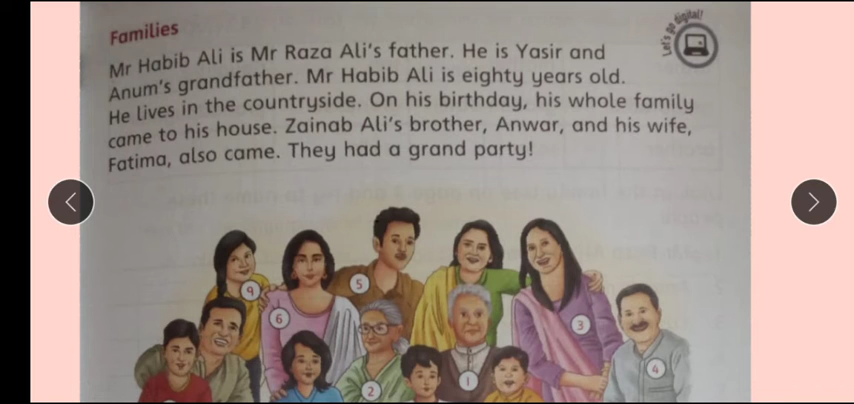 Families
Let's go digital!
Mr Habib Ali is Mr Raza Ali's father. He is Yasir and
Anum's grandfather. Mr Habib Ali is eighty years old.
He lives in the countryside. On his birthday, his whole family
came to his house. Zainab Ali's brother, Anwar, and his wife,
Fatima, also came. They had a grand party!
9
5
6
3
4
2
1